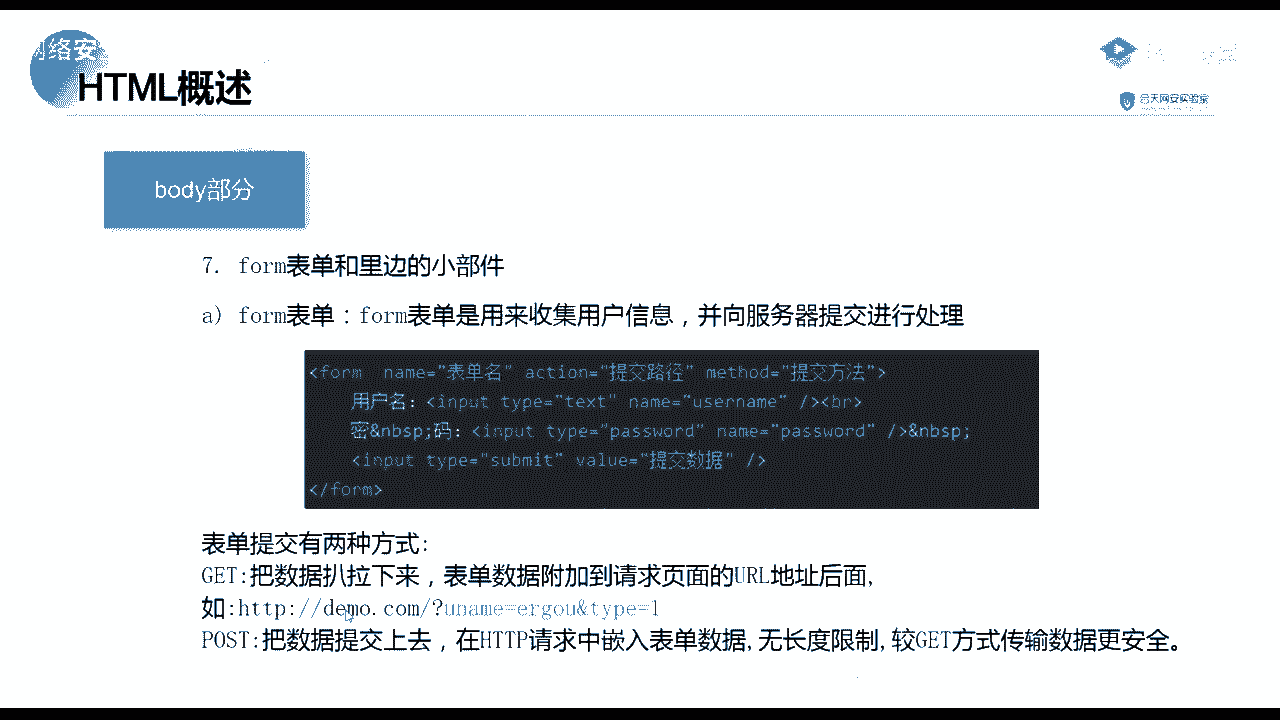 网络安
HTML概述
合天网安实验室
body部分
7. form表单和里边的小部件
a) form表单：form表单是用来收集用户信息，并向服务器提交进行处理
<form  name="表单名" action="提交路径" method="提交方法">
用户名：<input type="text" name="username" /><br>
密&nbsp;码：<input type="password" name="password" />&nbsp;
<input type="submit" value="提交数据" />
</form>
表单提交有两种方式：
GET:把数据扒拉下来，表单数据附加到请求页面的URL地址后面,
如:http://demo.com/?uname=ergou&type=1
POST:把数据提交上去，在HTTP请求中嵌入表单数据,无长度限制,较GET方式传输数据更安全。